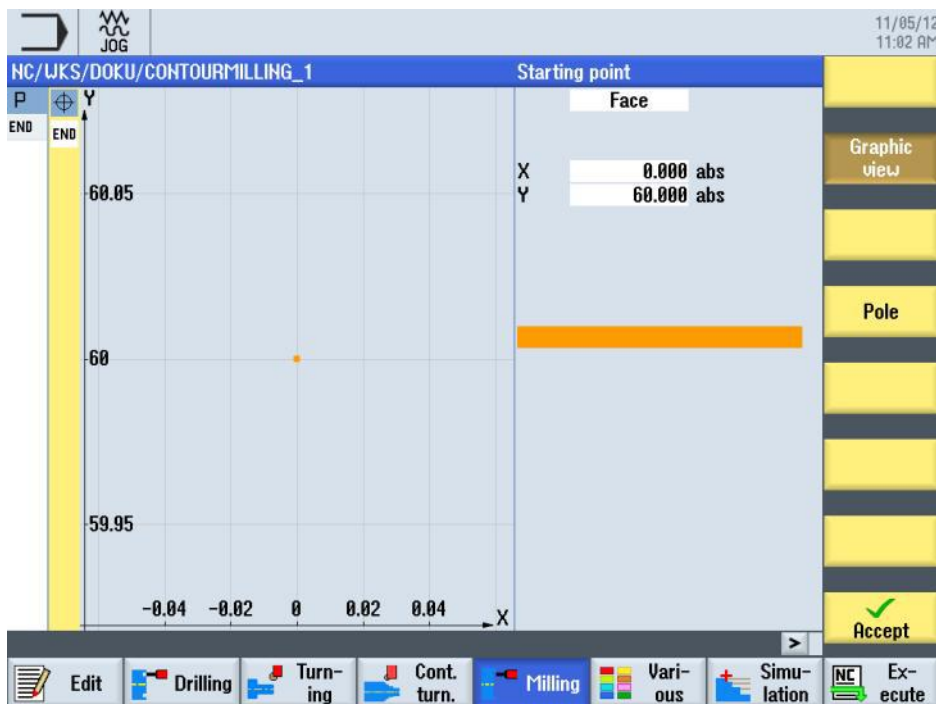 JOG
11/05/12
11:02 AM
NC/WKS/DOKU/CONTOURMILLING_1
Starting point
P
Y
END
END
Face
X 0.000 abs
Y 60.000 abs
Graphic
view
60.05
Pole
60
59.95
-0.04 -0.02 0 0.02 0.04
X
Accept
>
Edit
Drilling
Turn-
ing
Cont.
turn.
Milling
Vari-
ous
Simu-
lation
NC
Ex-
ecute